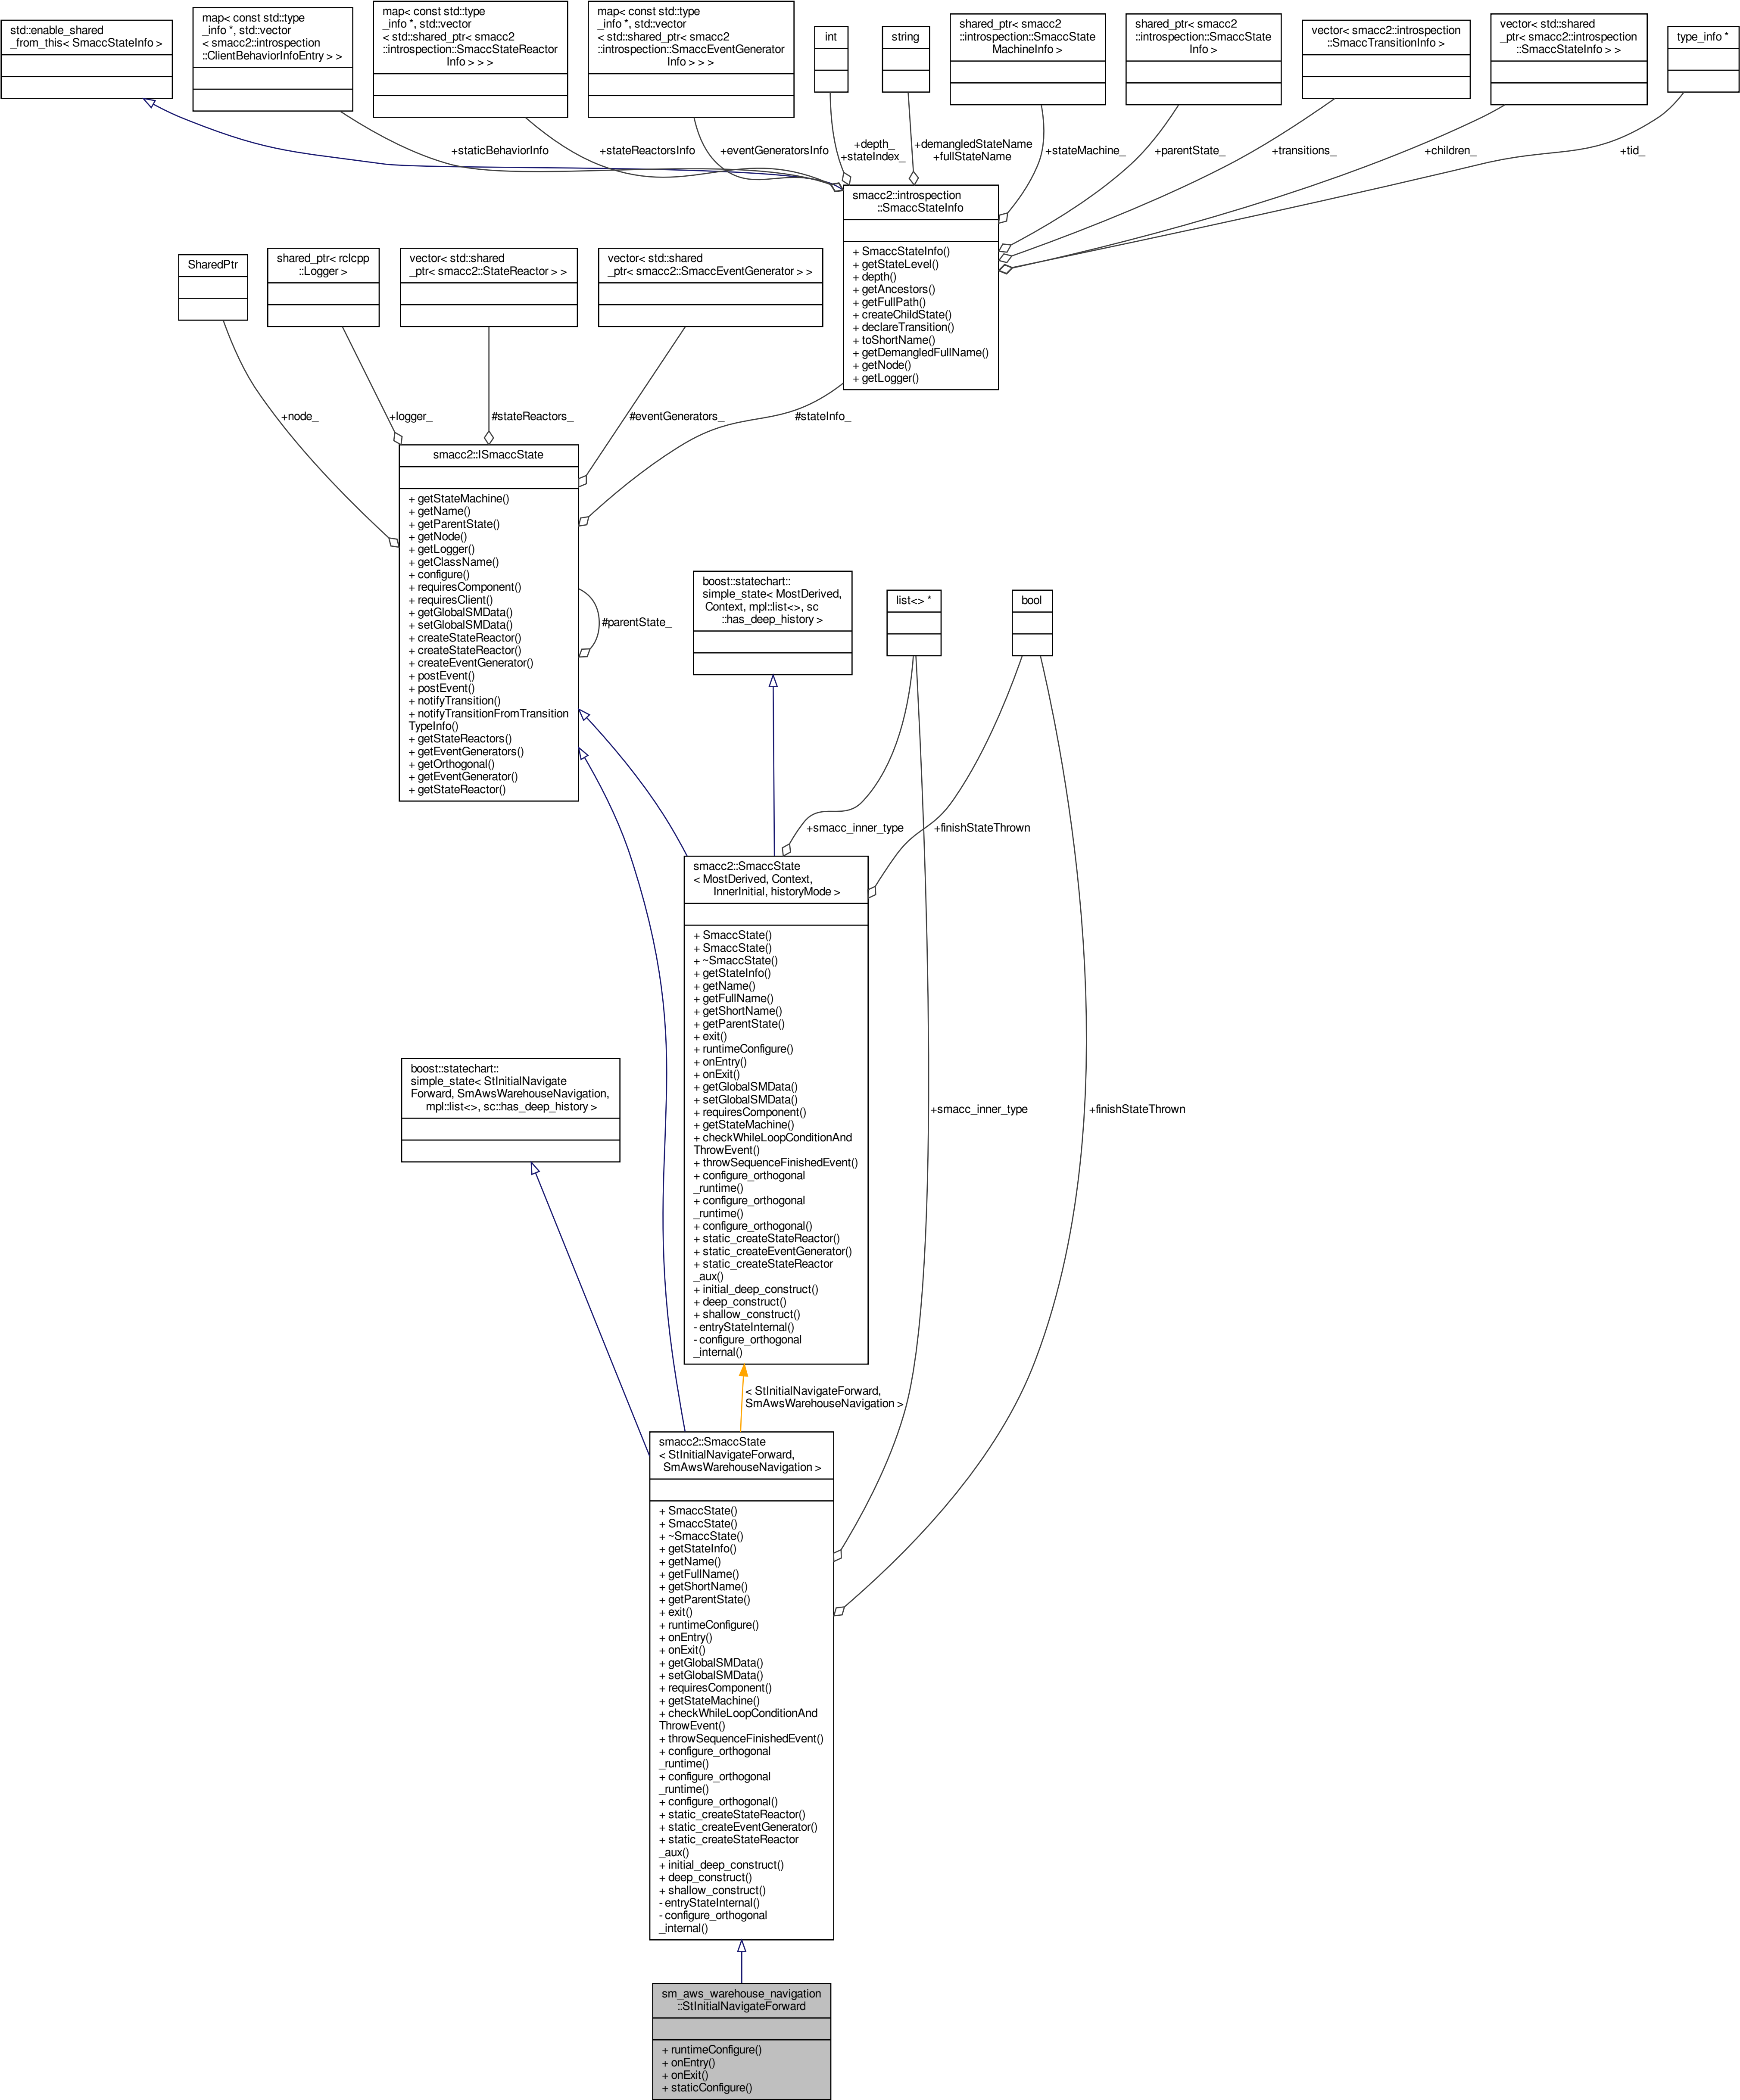 std::enable_shared
_from_this< SmaccStateInfo >
map< const std::type
_info *, std::vector
< smacc2::introspection
::ClientBehaviorInfoEntry > >
map< const std::type
_info *, std::vector
< std::shared_ptr< smacc2
::introspection::SmaccStateReactor
Info > > >
map< const std::type
_info *, std::vector
< std::shared_ptr< smacc2
::introspection::SmaccEventGenerator
Info > > >
int
string
shared_ptr< smacc2
::introspection::SmaccState
MachineInfo >
shared_ptr< smacc2
::introspection::SmaccState
Info >
vector< smacc2::introspection
::SmaccTransitionInfo >
vector< std::shared
_ptr< smacc2::introspection
::SmaccStateInfo > >
type_info *
+staticBehaviorInfo
+stateReactorsInfo
+eventGeneratorsInfo
+depth_
+stateIndex_
+demangledStateName
+fullStateName
+stateMachine_
+parentState_
+transitions_
+children_
+tid_
smacc2::introspection
::SmaccStateInfo
+ SmaccStateInfo()
+ getStateLevel()
+ depth()
+ getAncestors()
+ getFullPath()
+ createChildState()
+ declareTransition()
+ toShortName()
+ getDemangledFullName()
+ getNode()
+ getLogger()
SharedPtr
shared_ptr< rclcpp
::Logger >
vector< std::shared
_ptr< smacc2::StateReactor > >
vector< std::shared
_ptr< smacc2::SmaccEventGenerator > >
+node_
+logger_
#stateReactors_
#eventGenerators_
#stateInfo_
smacc2::ISmaccState
+ getStateMachine()
+ getName()
+ getParentState()
+ getNode()
+ getLogger()
+ getClassName()
+ configure()
+ requiresComponent()
+ requiresClient()
+ getGlobalSMData()
+ setGlobalSMData()
+ createStateReactor()
+ createStateReactor()
+ createEventGenerator()
+ postEvent()
+ postEvent()
+ notifyTransition()
+ notifyTransitionFromTransition
TypeInfo()
+ getStateReactors()
+ getEventGenerators()
+ getOrthogonal()
+ getEventGenerator()
+ getStateReactor()
#parentState_
boost::statechart::
simple_state< MostDerived,
Context, mpl::list<>, sc
::has_deep_history >
list<> *
bool
+smacc_inner_type
+finishStateThrown
smacc2::SmaccState
< MostDerived, Context,
InnerInitial, historyMode >
+ SmaccState()
+ SmaccState()
+ ~SmaccState()
+ getStateInfo()
+ getName()
+ getFullName()
+ getShortName()
+ getParentState()
+ exit()
+ runtimeConfigure()
+ onEntry()
+ onExit()
+ getGlobalSMData()
+ setGlobalSMData()
+ requiresComponent()
+ getStateMachine()
+ checkWhileLoopConditionAnd
ThrowEvent()
+ throwSequenceFinishedEvent()
+ configure_orthogonal
_runtime()
+ configure_orthogonal
_runtime()
+ configure_orthogonal()
+ static_createStateReactor()
+ static_createEventGenerator()
+ static_createStateReactor
_aux()
+ initial_deep_construct()
+ deep_construct()
+ shallow_construct()
- entryStateInternal()
- configure_orthogonal
_internal()
boost::statechart::
simple_state< StInitialNavigate
Forward, SmAwsWarehouseNavigation,
mpl::list<>, sc::has_deep_history >
+smacc_inner_type
+finishStateThrown
< StInitialNavigateForward,
SmAwsWarehouseNavigation >
smacc2::SmaccState
< StInitialNavigateForward,
SmAwsWarehouseNavigation >
+ SmaccState()
+ SmaccState()
+ ~SmaccState()
+ getStateInfo()
+ getName()
+ getFullName()
+ getShortName()
+ getParentState()
+ exit()
+ runtimeConfigure()
+ onEntry()
+ onExit()
+ getGlobalSMData()
+ setGlobalSMData()
+ requiresComponent()
+ getStateMachine()
+ checkWhileLoopConditionAnd
ThrowEvent()
+ throwSequenceFinishedEvent()
+ configure_orthogonal
_runtime()
+ configure_orthogonal
_runtime()
+ configure_orthogonal()
+ static_createStateReactor()
+ static_createEventGenerator()
+ static_createStateReactor
_aux()
+ initial_deep_construct()
+ deep_construct()
+ shallow_construct()
- entryStateInternal()
- configure_orthogonal
_internal()
sm_aws_warehouse_navigation
::StInitialNavigateForward
+ runtimeConfigure()
+ onEntry()
+ onExit()
+ staticConfigure()